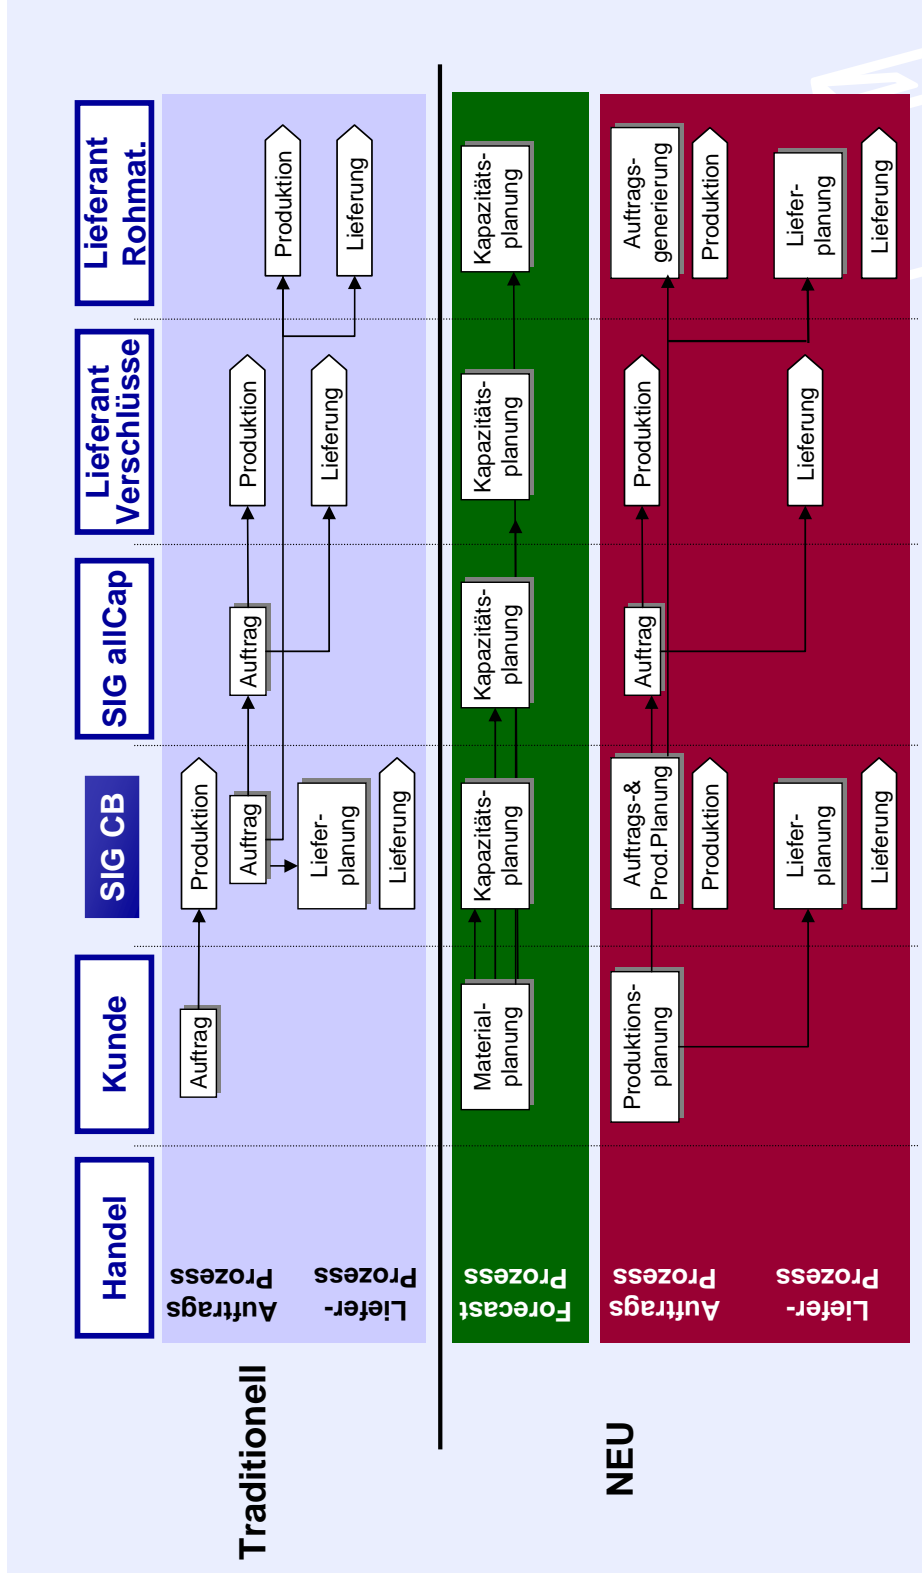 Handel
Kunde
SIG CB
SIG allCap
Lieferant
Verschlüsse
Lieferant
Rohmat.
Traditionell
Auftrags
Prozess
Auftrag
Produktion
Auftrag
Auftrag
Produktion
Produktion
Liefer-
Prozess
Liefer-
planung
Lieferung
Lieferung
Lieferung
NEU
Forecast
Prozess
Material-
planung
Kapazitäts-
planung
Kapazitäts-
planung
Kapazitäts-
planung
Kapazitäts-
planung
Auftrags
Prozess
Produktions-
planung
Auftrags-&
Prod.Planung
Produktion
Auftrag
Produktion
Auftrags-
generierung
Produktion
Liefer-
Prozess
Liefer-
planung
Lieferung
Lieferung
Liefer-
planung
Lieferung